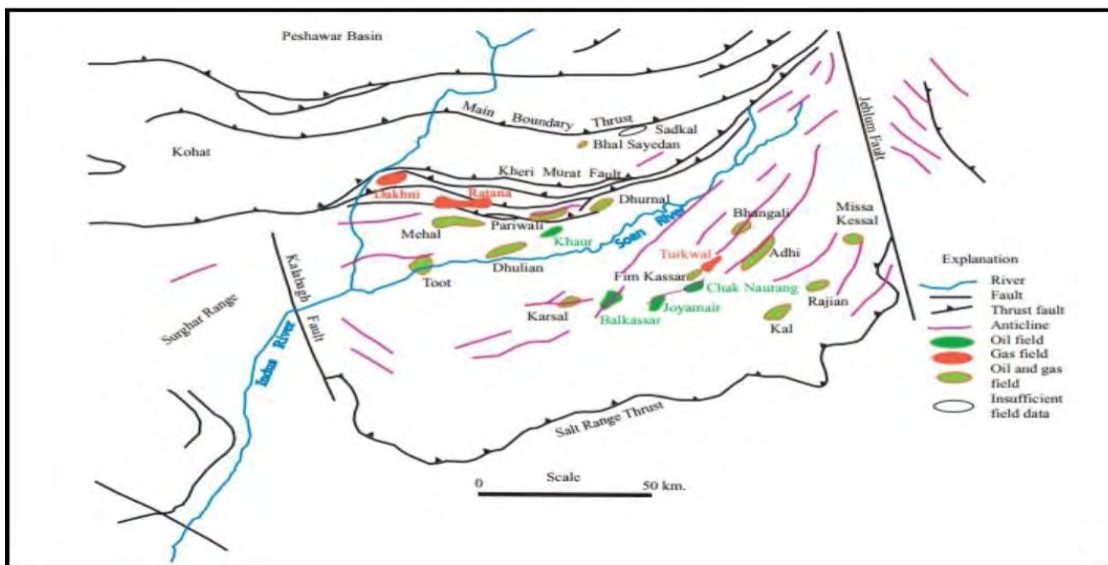 Peshawar Basin
Main Boundary Thrust
Sadkal
Bhal Sayedan
Kohat
Kheri Murat Fault
Jehlum Fault
Dakhni
Ratana
Dhurnal
Pariwali
Mehal
Khaur
Soan River
Bhangali
Missa
Kessal
Dhulian
Toot
Turkwal
Adhi
Fim Kassar
Chak Naurang
Rajian
Kalabagh Fault
Surghar Range
Karsal
Balkassar
Joyamair
Kal
Indus River
Salt Range Thrust
Explanation
River
Fault
Thrust fault
Anticline
Oil field
Gas field
Oil and gas
field
Insufficient
field data
Scale
0
50 km.